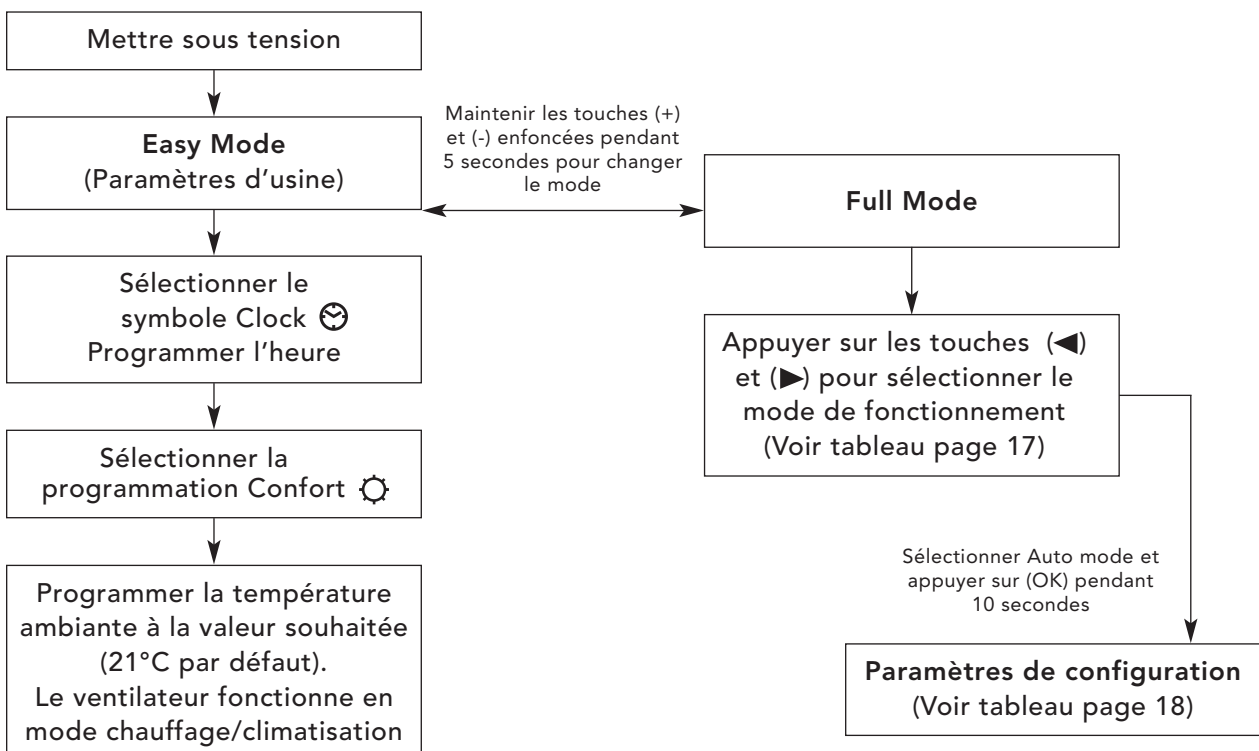 Mettre sous tension
Easy Mode
(Paramètres d'usine)
Sélectionner le
symbole Clock
Programmer l'heure
Sélectionner la
programmation Confort
Programmer la température
ambiante à la valeur souhaitée
(21°C par défaut).
Le ventilateur fonctionne en
mode chauffage/climatisation
Maintenir les touches (+)
et (-) enfoncées pendant
5 secondes pour changer
le mode
Full Mode
Appuyer sur les touches (◀)
et (▶) pour sélectionner le
mode de fonctionnement
(Voir tableau page 17)
Sélectionner Auto mode et
appuyer sur (OK) pendant
10 secondes
Paramètres de configuration
(Voir tableau page 18)